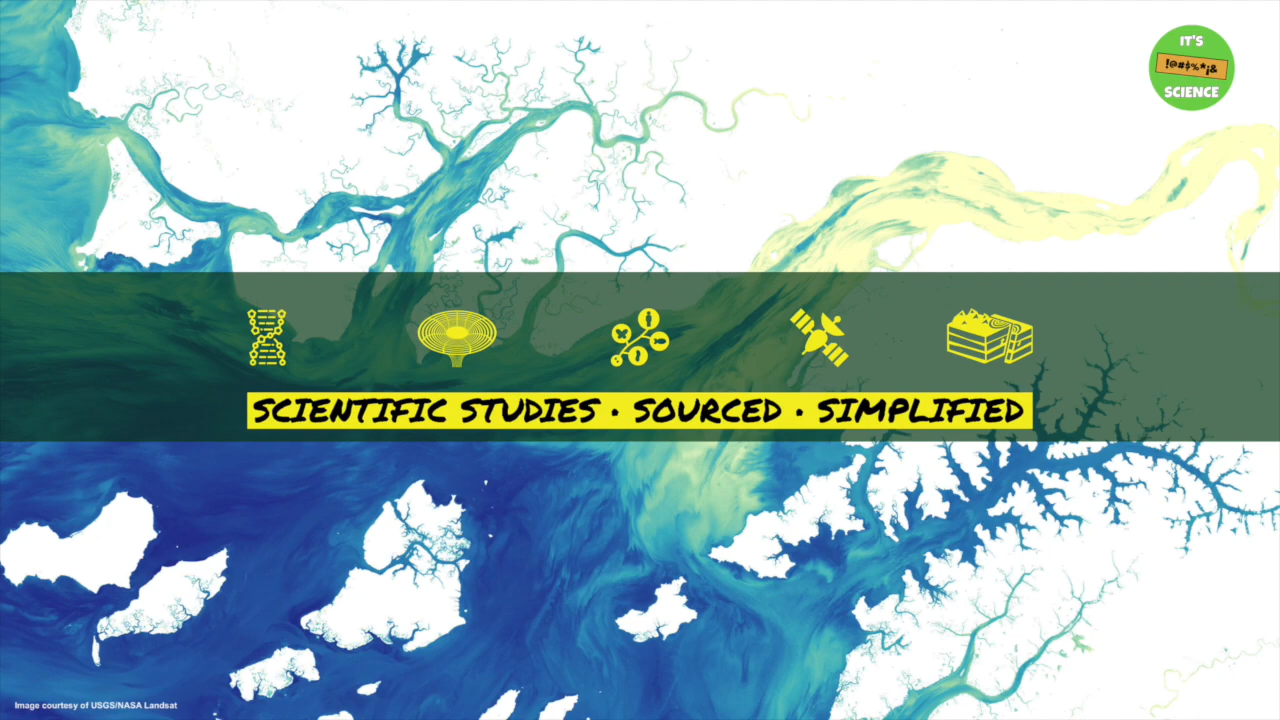 IT'S
!@#$%*¡&
SCIENCE
SCIENTIFIC STUDIES · SOURCED · SIMPLIFIED
Image courtesy of USGS/NASA Landsat